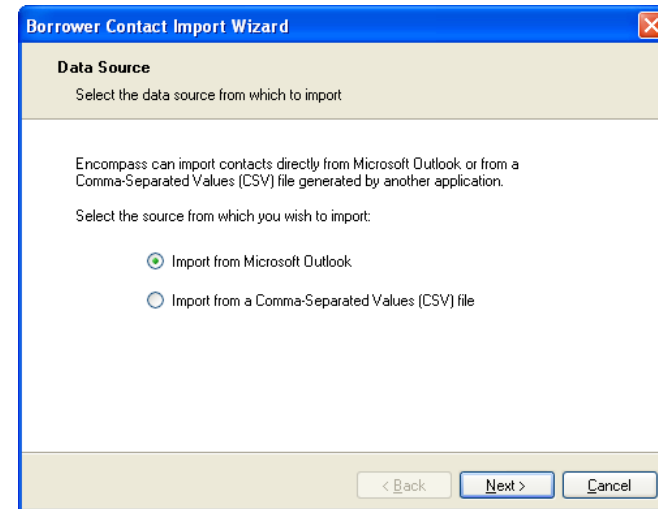 Borrower Contact Import Wizard
Data Source
Select the data source from which to import
Encompass can import contacts directly from Microsoft Outlook or from a
Comma-Separated Values (CSV) file generated by another application.
Select the source from which you wish to import:
Import from Microsoft Outlook
Import from a Comma-Separated Values (CSV) file
< Back Next > Cancel